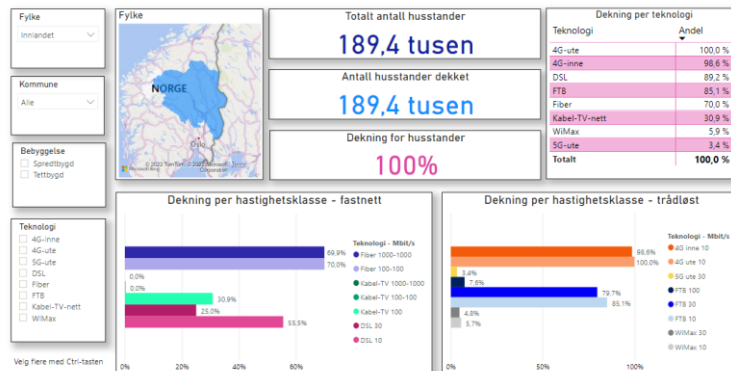 Fylke
Innlandet
Kommune
Alle
Bebyggelse
Spredtbygd
Tettbygd
Teknologi
4G-inne
4G-ute
5G-ute
DSL
Fiber
FTB
Kabel-TV-nett
WiMax
Velg flere med Ctrl-tasten
Fylke
NORGE
Oslo
Microsoft Bing
© 2022 TomTom, © 2022 Microsoft Corporation, Terms
Totalt antall husstander
189,4 tusen
Antall husstander dekket
189,4 tusen
Dekning for husstander
100%
Dekning per teknologi
Teknologi Andel
4G-ute 100,0 %
4G-inne 98,6 %
DSL 89,2 %
FTB 85,1 %
Fiber 70,0 %
Kabel-TV-nett 30,9 %
WiMax 5,9 %
5G-ute 3,4 %
Totalt 100,0 %
Dekning per hastighetsklasse - fastnett
69,9%
70,0%
0,0%
0,0%
30,9%
25,0%
55,5%
0% 20% 40% 60%
Teknologi - Mbit/s
Fiber 1000-1000
Fiber 100-100
Kabel-TV 1000-1000
Kabel-TV 100-100
Kabel-TV 100
DSL 30
DSL 10
Dekning per hastighetsklasse - trådløst
98,6%
100,0%
3,4%
7,6%
79,7%
85,1%
4,8%
5,7%
0% 50% 100%
Teknologi - Mbit/s
4G inne 10
4G ute 10
5G ute 30
FTB 100
FTB 30
FTB 10
WiMax 30
WiMax 10